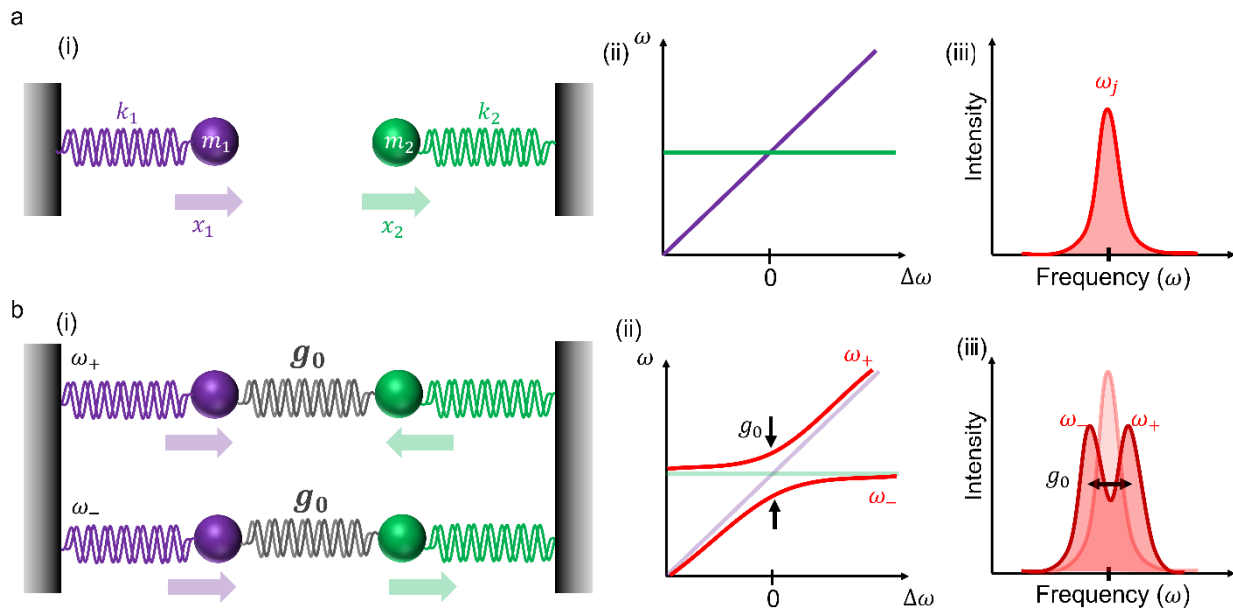 a
(i)
k₁
m₁
x₁
k₂
m₂
x₂
(ii)
ω
0
Δω
(iii)
Intensity
ω_j
Frequency (ω)
b
(i)
ω₊
g₀
ω₋
g₀
(ii)
ω
ω₊
g₀
ω₋
0
Δω
(iii)
Intensity
ω₋
ω₊
g₀
Frequency (ω)